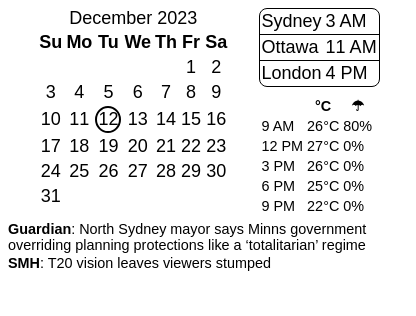 December 2023
Su Mo Tu We Th Fr Sa
1 2
3 4 5 6 7 8 9
10 11 12 13 14 15 16
17 18 19 20 21 22 23
24 25 26 27 28 29 30
31
Sydney 3 AM
Ottawa 11 AM
London 4 PM
°C ☂
9 AM 26°C 80%
12 PM 27°C 0%
3 PM 26°C 0%
6 PM 25°C 0%
9 PM 22°C 0%
Guardian: North Sydney mayor says Minns government
overriding planning protections like a ‘totalitarian’ regime
SMH: T20 vision leaves viewers stumped